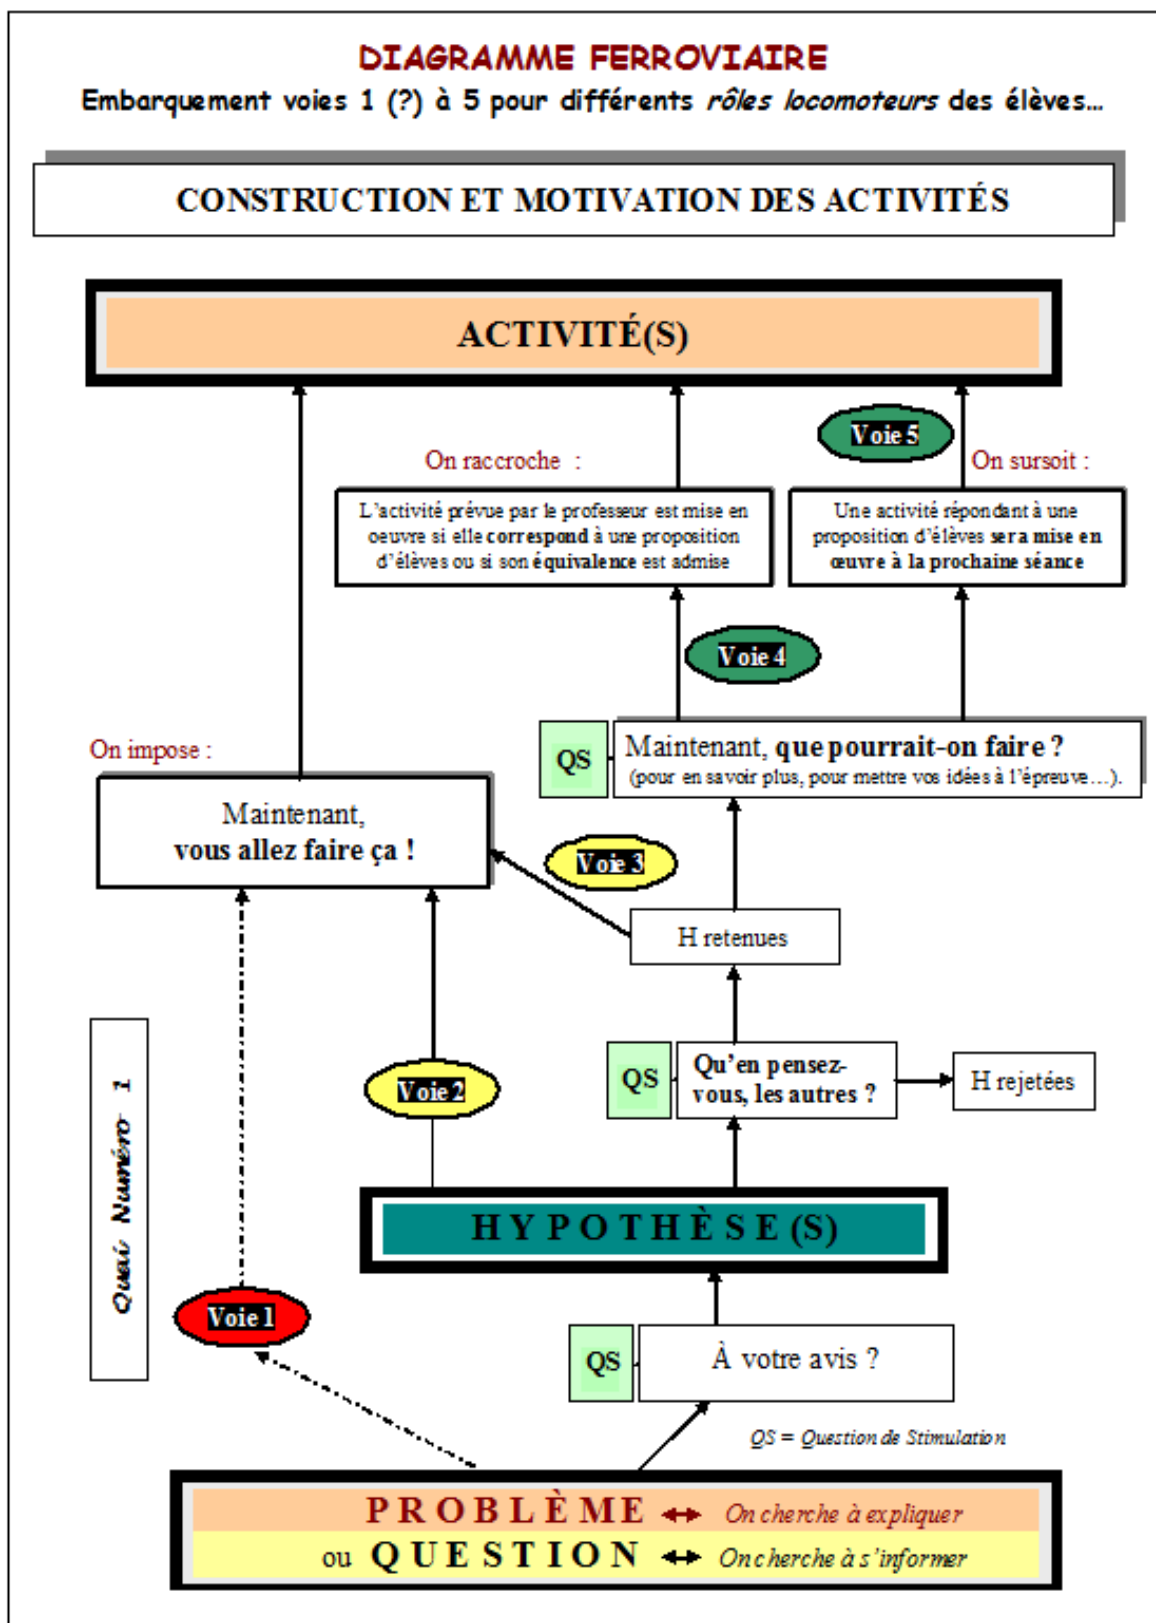 DIAGRAMME FERROVIAIRE
Embarquement voies 1 (?) à 5 pour différents rôles locomoteurs des élèves...
CONSTRUCTION ET MOTIVATION DES ACTIVITÉS
ACTIVITÉ(S)
Voie 5
On raccroche :
On sursoit :
L'activité prévue par le professeur est mise en
oeuvre si elle correspond à une proposition
d'élèves ou si son équivalence est admise
Une activité répondant à une
proposition d'élèves sera mise en
œuvre à la prochaine séance
Voie 4
On impose :
QS
Maintenant, que pourrait-on faire ?
(pour en savoir plus, pour mettre vos idées à l'épreuve...).
Maintenant,
vous allez faire ça !
Voie 3
H retenues
Quai Numéro 1
Voie 2
QS
Qu'en pensez-
vous, les autres ?
H rejetées
HYPOTHÈSE(S)
Voie 1
QS
À votre avis ?
QS = Question de Stimulation
PROBLÈME On cherche à expliquer
ou QUESTION On cherche à s'informer